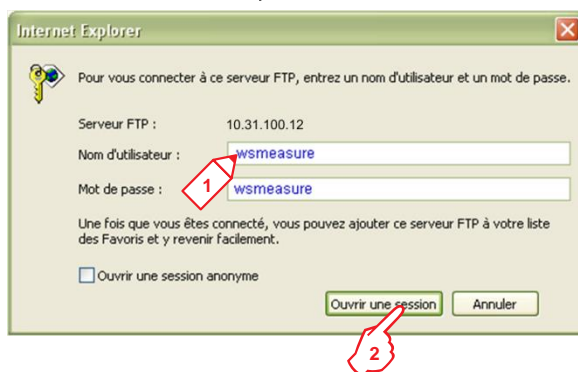 Internet Explorer
Pour vous connecter à ce serveur FTP, entrez un nom d'utilisateur et un mot de passe.
Serveur FTP : 10.31.100.12
Nom d'utilisateur : wsmeasure
1
Mot de passe : wsmeasure
Une fois que vous êtes connecté, vous pouvez ajouter ce serveur FTP à votre liste
des Favoris et y revenir facilement.
Ouvrir une session anonyme
Ouvrir une session Annuler
2